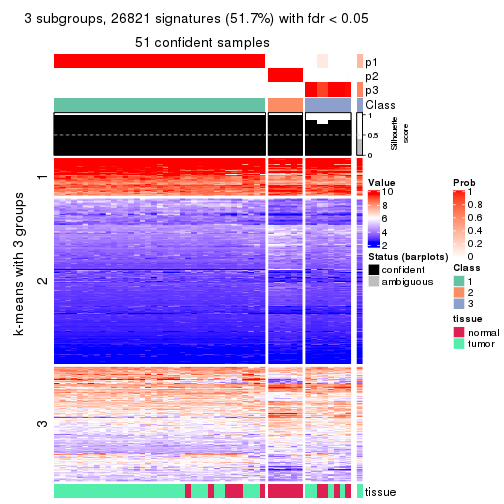 3 subgroups, 26821 signatures (51.7%) with fdr < 0.05
51 confident samples
p1
p2
p3
Class
1
0.5
0
Silhouette
score
k-means with 3 groups
1
2
3
tissue
Value
10
8
6
4
2
Status (barplots)
confident
ambiguous
Prob
1
0.8
0.6
0.4
0.2
0
Class
1
2
3
tissue
normal
tumor